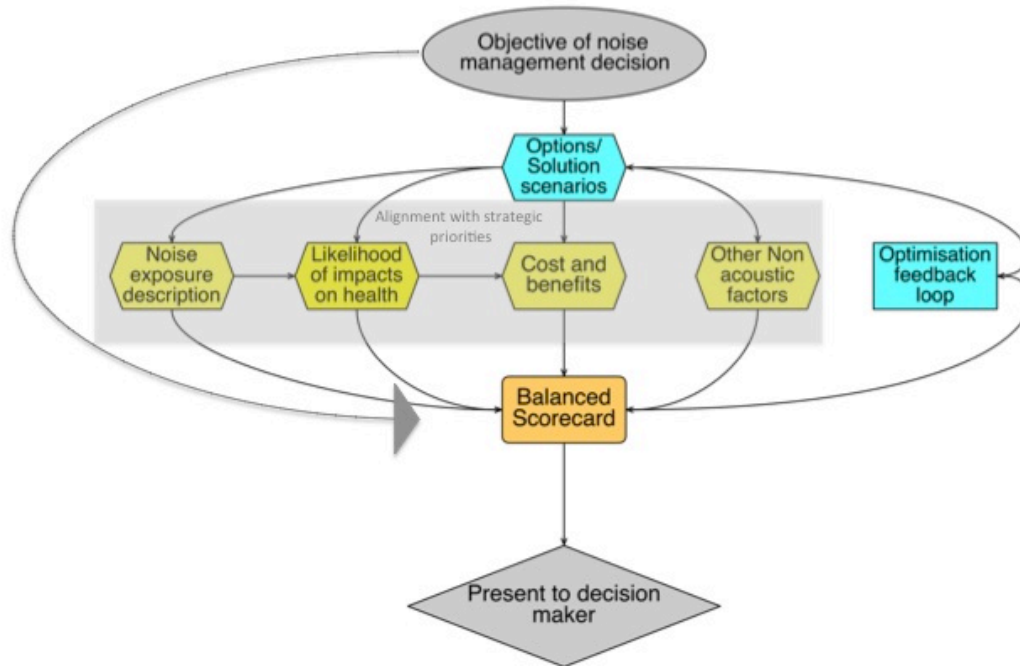 Objective of noise
management decision
Options/
Solution
scenarios
Alignment with strategic
priorities
Noise
exposure
description
Likelihood
of impacts
on health
Cost and
benefits
Other Non
acoustic
factors
Optimisation
feedback
loop
Balanced
Scorecard
Present to decision
maker